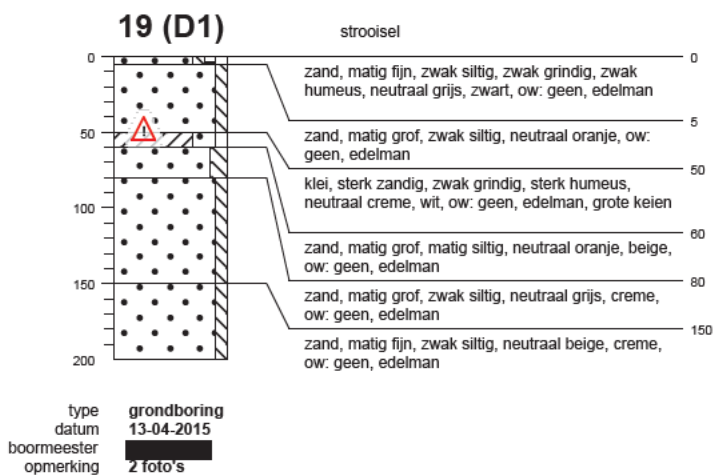 19 (D1)
strooisel
0
0
zand, matig fijn, zwak siltig, zwak grindig, zwak
humeus, neutraal grijs, zwart, ow: geen, edelman
5
50
zand, matig grof, zwak siltig, neutraal oranje, ow:
geen, edelman
50
klei, sterk zandig, zwak grindig, sterk humeus,
neutraal creme, wit, ow: geen, edelman, grote keien
100
60
zand, matig grof, matig siltig, neutraal oranje, beige,
ow: geen, edelman
80
150
zand, matig grof, zwak siltig, neutraal grijs, creme,
ow: geen, edelman
150
zand, matig fijn, zwak siltig, neutraal beige, creme,
ow: geen, edelman
200
type grondboring
datum 13-04-2015
boormeester
opmerking 2 foto's